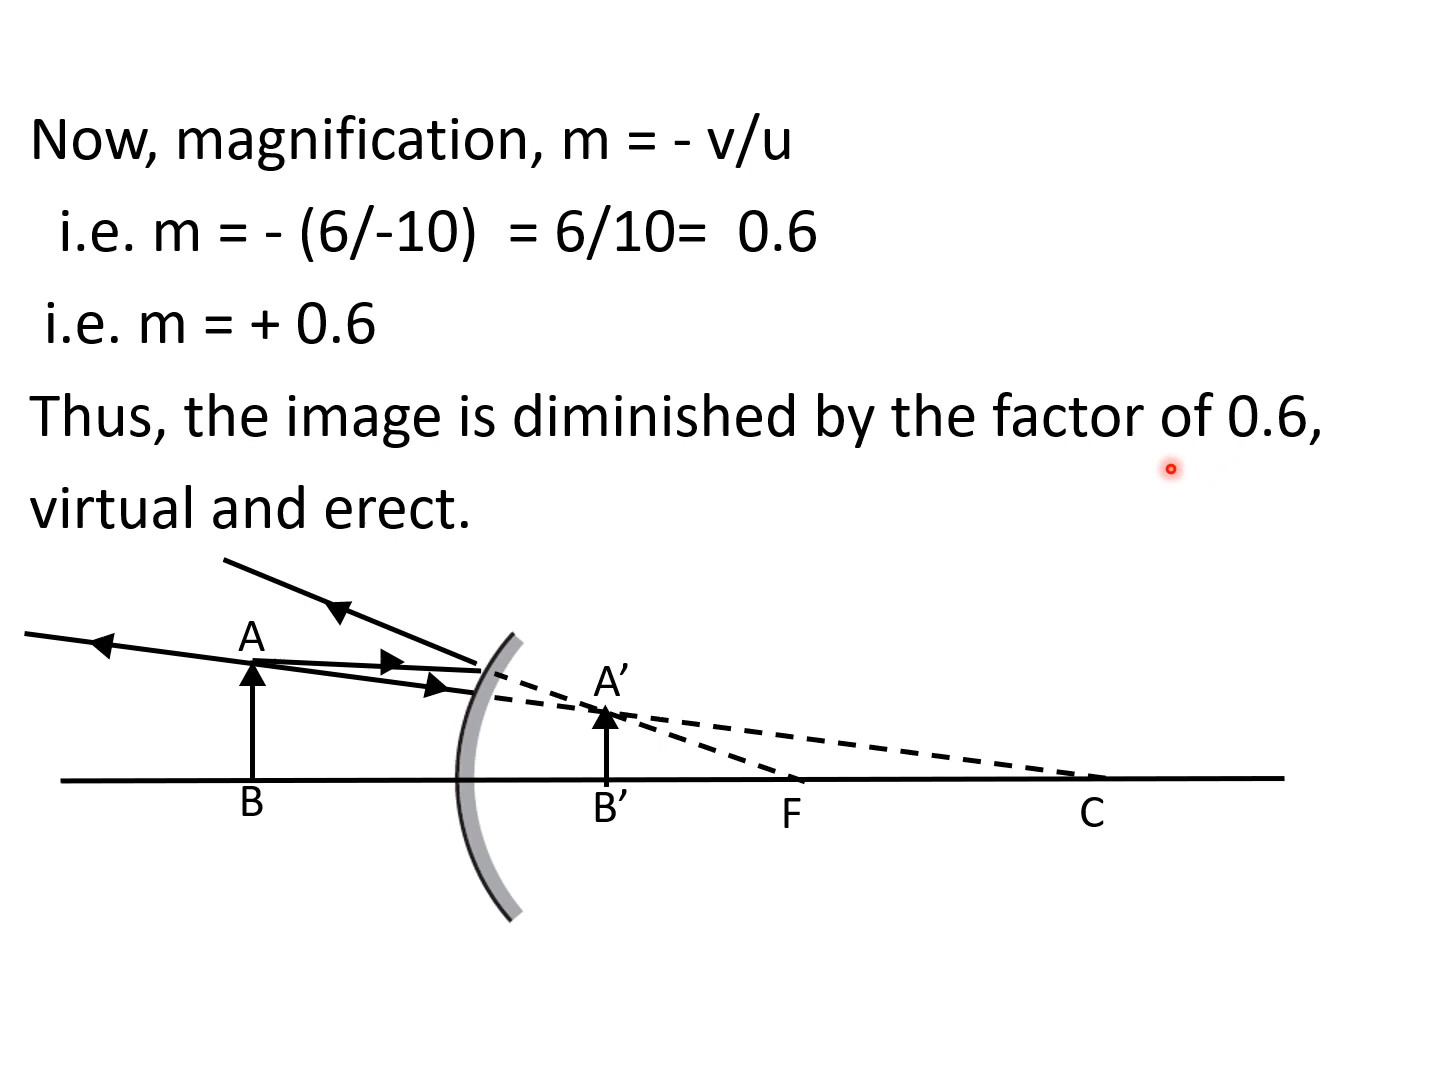 Now, magnification, m = - v/u
i.e. m = - (6/-10) = 6/10= 0.6
i.e. m = + 0.6
Thus, the image is diminished by the factor of 0.6,
virtual and erect.
A
A’
B
B’
F
C